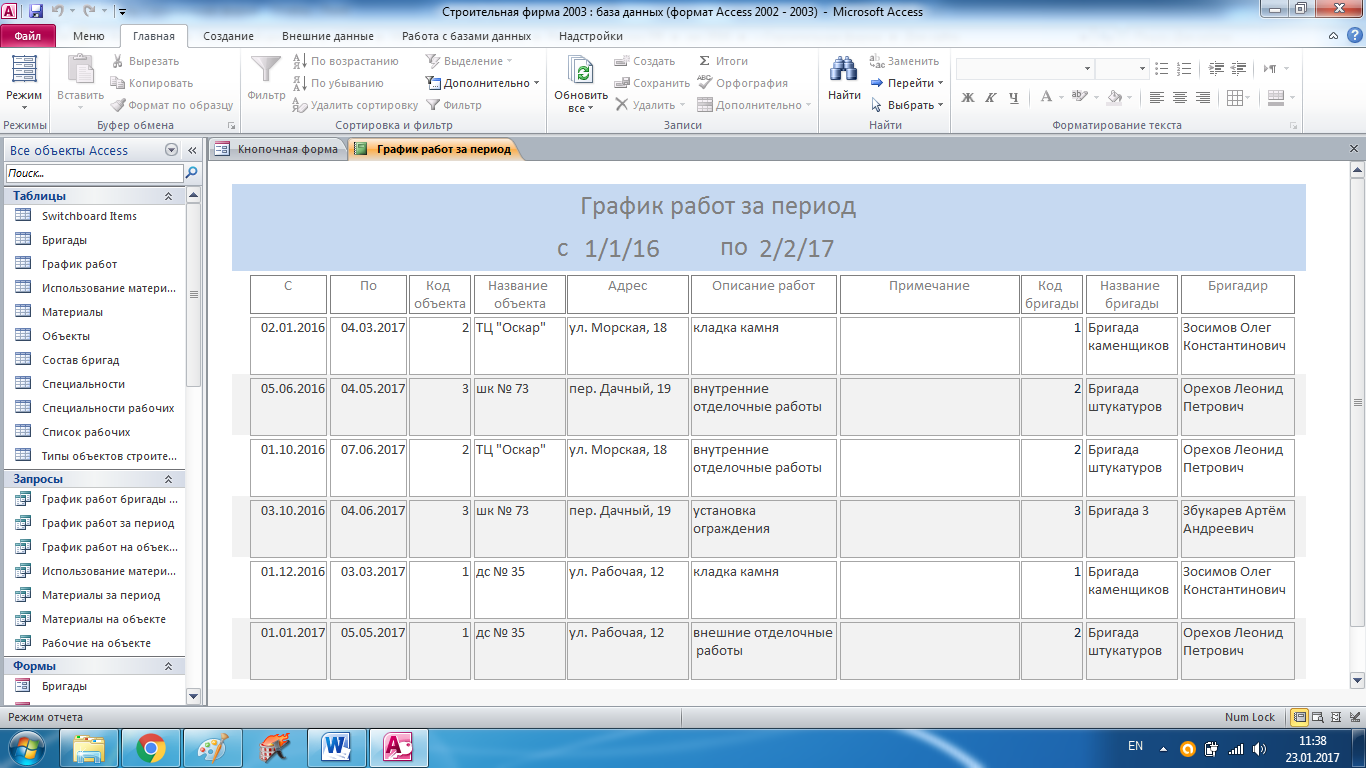 Строительная фирма 2003 : база данных (формат Access 2002 - 2003) - Microsoft Access
Файл Меню Главная Создание Внешние данные Работа с базами данных Надстройки
Режим
Режимы
Вставить
Вырезать
Копировать
Формат по образцу
Буфер обмена
Фильтр
По возрастанию
По убыванию
Удалить сортировку
Выделение
Дополнительно
Фильтр
Сортировка и фильтр
Обновить все
Создать
Сохранить
Удалить
Итоги
Орфография
Дополнительно
Записи
Найти
Заменить
Перейти
Выбрать
Найти
Ж К Ч А
Форматирование текста
Все объекты Access
Поиск...
Таблицы
Switchboard Items
Бригады
График работ
Использование матери...
Материалы
Объекты
Состав бригад
Специальности
Специальности рабочих
Список рабочих
Типы объектов строите...
Запросы
График работ бригады ...
График работ за период
График работ на объек...
Использование матери...
Материалы за период
Материалы на объекте
Рабочие на объекте
Формы
Бригады
Кнопочная форма График работ за период
График работ за период
с 1/1/16 по 2/2/17
С По Код объекта Название объекта Адрес Описание работ Примечание Код бригады Название бригады Бригадир
02.01.2016 04.03.2017 2 ТЦ "Оскар" ул. Морская, 18 кладка камня 1 Бригада каменщиков Зосимов Олег Константинович
05.06.2016 04.05.2017 3 шк № 73 пер. Дачный, 19 внутренние отделочные работы 2 Бригада штукатуров Орехов Леонид Петрович
01.10.2016 07.06.2017 2 ТЦ "Оскар" ул. Морская, 18 внутренние отделочные работы 2 Бригада штукатуров Орехов Леонид Петрович
03.10.2016 04.06.2017 3 шк № 73 пер. Дачный, 19 установка ограждения 3 Бригада 3 Збукарев Артём Андреевич
01.12.2016 03.03.2017 1 дс № 35 ул. Рабочая, 12 кладка камня 1 Бригада каменщиков Зосимов Олег Константинович
01.01.2017 05.05.2017 1 дс № 35 ул. Рабочая, 12 внешние отделочные работы 2 Бригада штукатуров Орехов Леонид Петрович
Режим отчета Num Lock
EN 11:38
23.01.2017